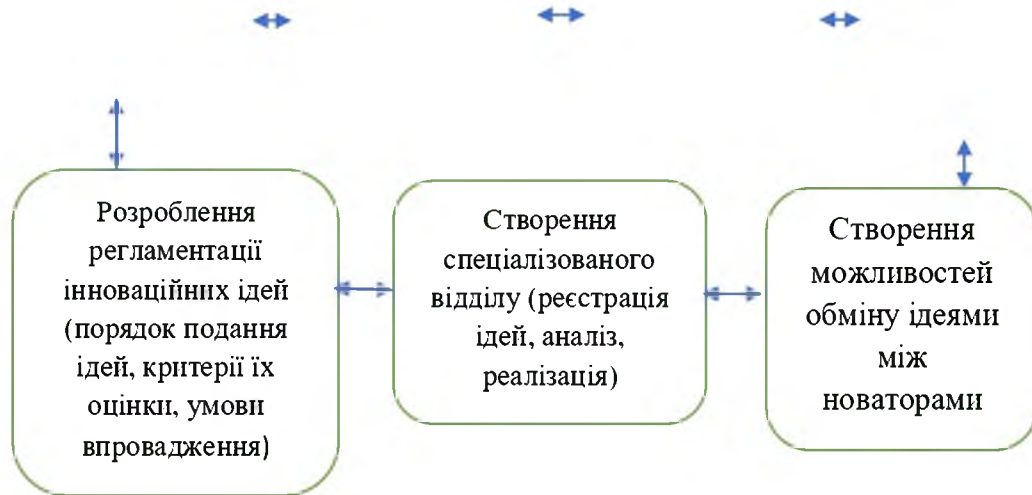 Розроблення
регламентації
інноваційних ідей
(порядок подання
ідей, критерії їх
оцінки, умови
впровадження)
Створення
спеціалізованого
відділу (реєстрація
ідей, аналіз,
реалізація)
Створення
можливостей
обміну ідеями
між
новаторами